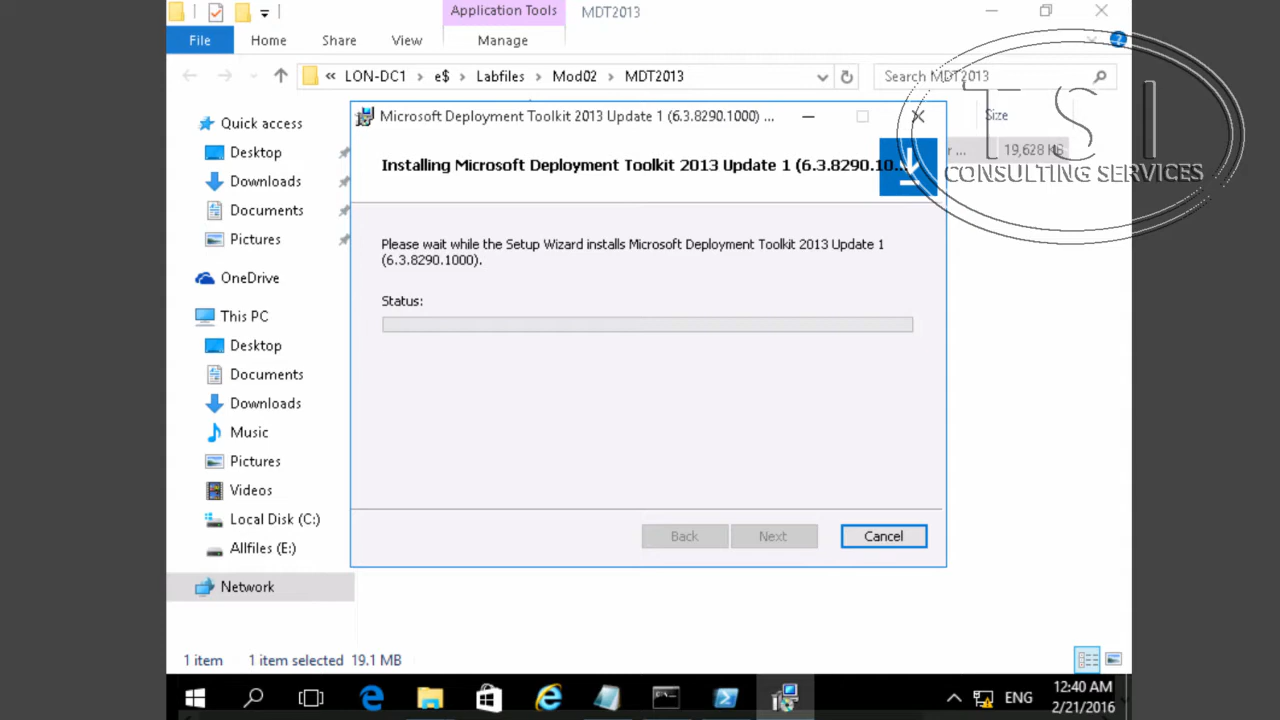 Application Tools
MDT2013
File
Home
Share
View
Manage
?
« LON-DC1 > e$ > Labfiles > Mod02 > MDT2013
Search MDT2013
Quick access
Desktop
Downloads
Documents
Pictures
OneDrive
This PC
Desktop
Documents
Downloads
Music
Pictures
Videos
Local Disk (C:)
Allfiles (E:)
Network
Size
r ...
19,628 KB
TSI
CONSULTING SERVICES
Microsoft Deployment Toolkit 2013 Update 1 (6.3.8290.1000) ...
Installing Microsoft Deployment Toolkit 2013 Update 1 (6.3.8290.10...
Please wait while the Setup Wizard installs Microsoft Deployment Toolkit 2013 Update 1
(6.3.8290.1000).
Status:
Back
Next
Cancel
1 item
1 item selected 19.1 MB
ENG
12:40 AM
2/21/2016